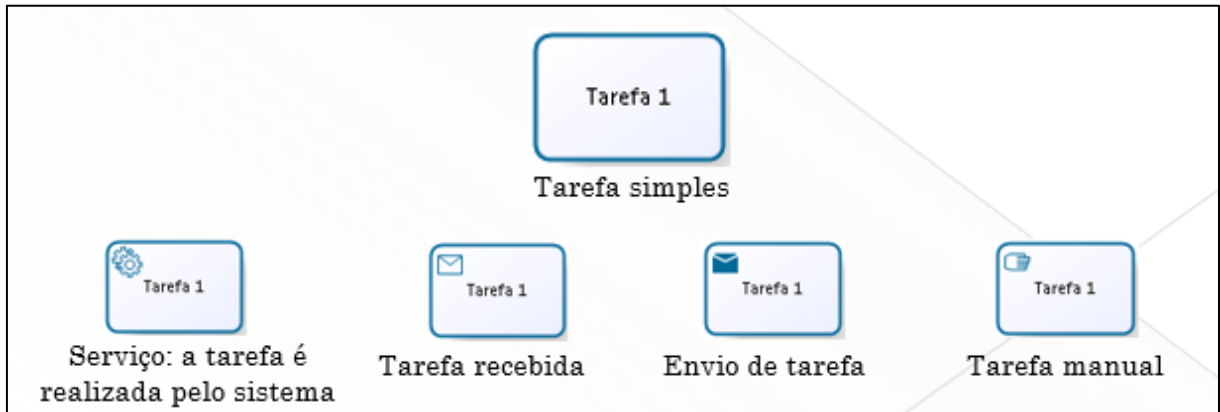 Tarefa 1
Tarefa simples
Tarefa 1
Tarefa 1
Tarefa 1
Tarefa 1
Serviço: a tarefa é
realizada pelo sistema
Tarefa recebida
Envio de tarefa
Tarefa manual